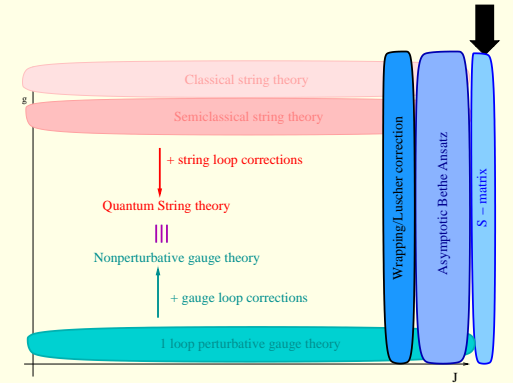 Classical string theory
g
Semiclassical string theory
+ string loop corrections
Quantum String theory
Nonperturbative gauge theory
+ gauge loop corrections
1 loop perturbative gauge theory
J
Wrapping/Luscher correction
Asymptotic Bethe Ansatz
S − matrix